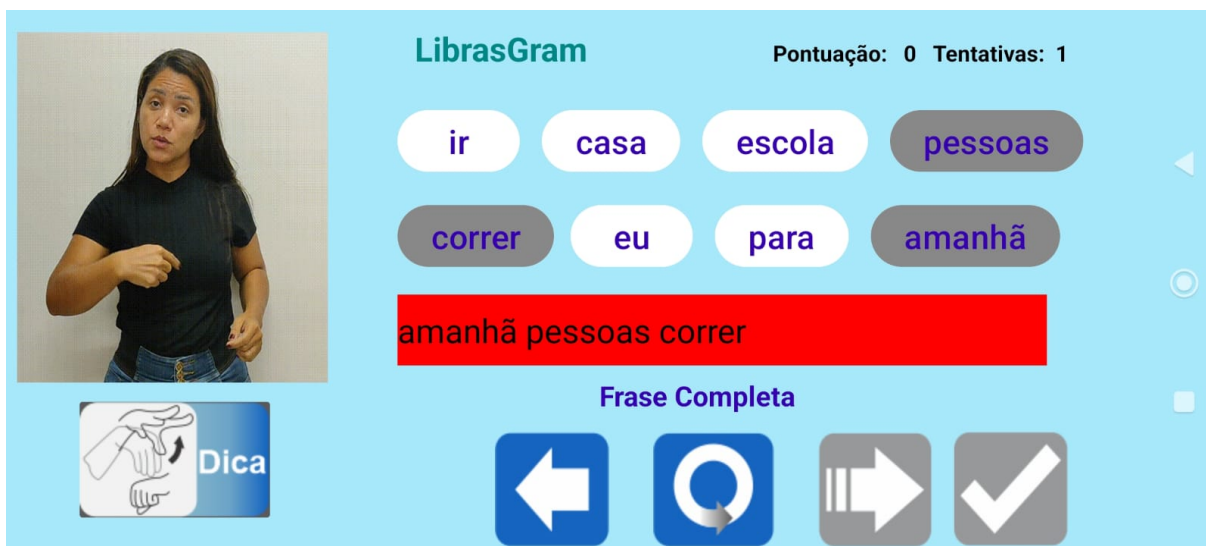 LibrasGram
Pontuação: 0 Tentativas: 1
ir casa escola pessoas
correr eu para amanhã
amanhã pessoas correr
Frase Completa
Dica